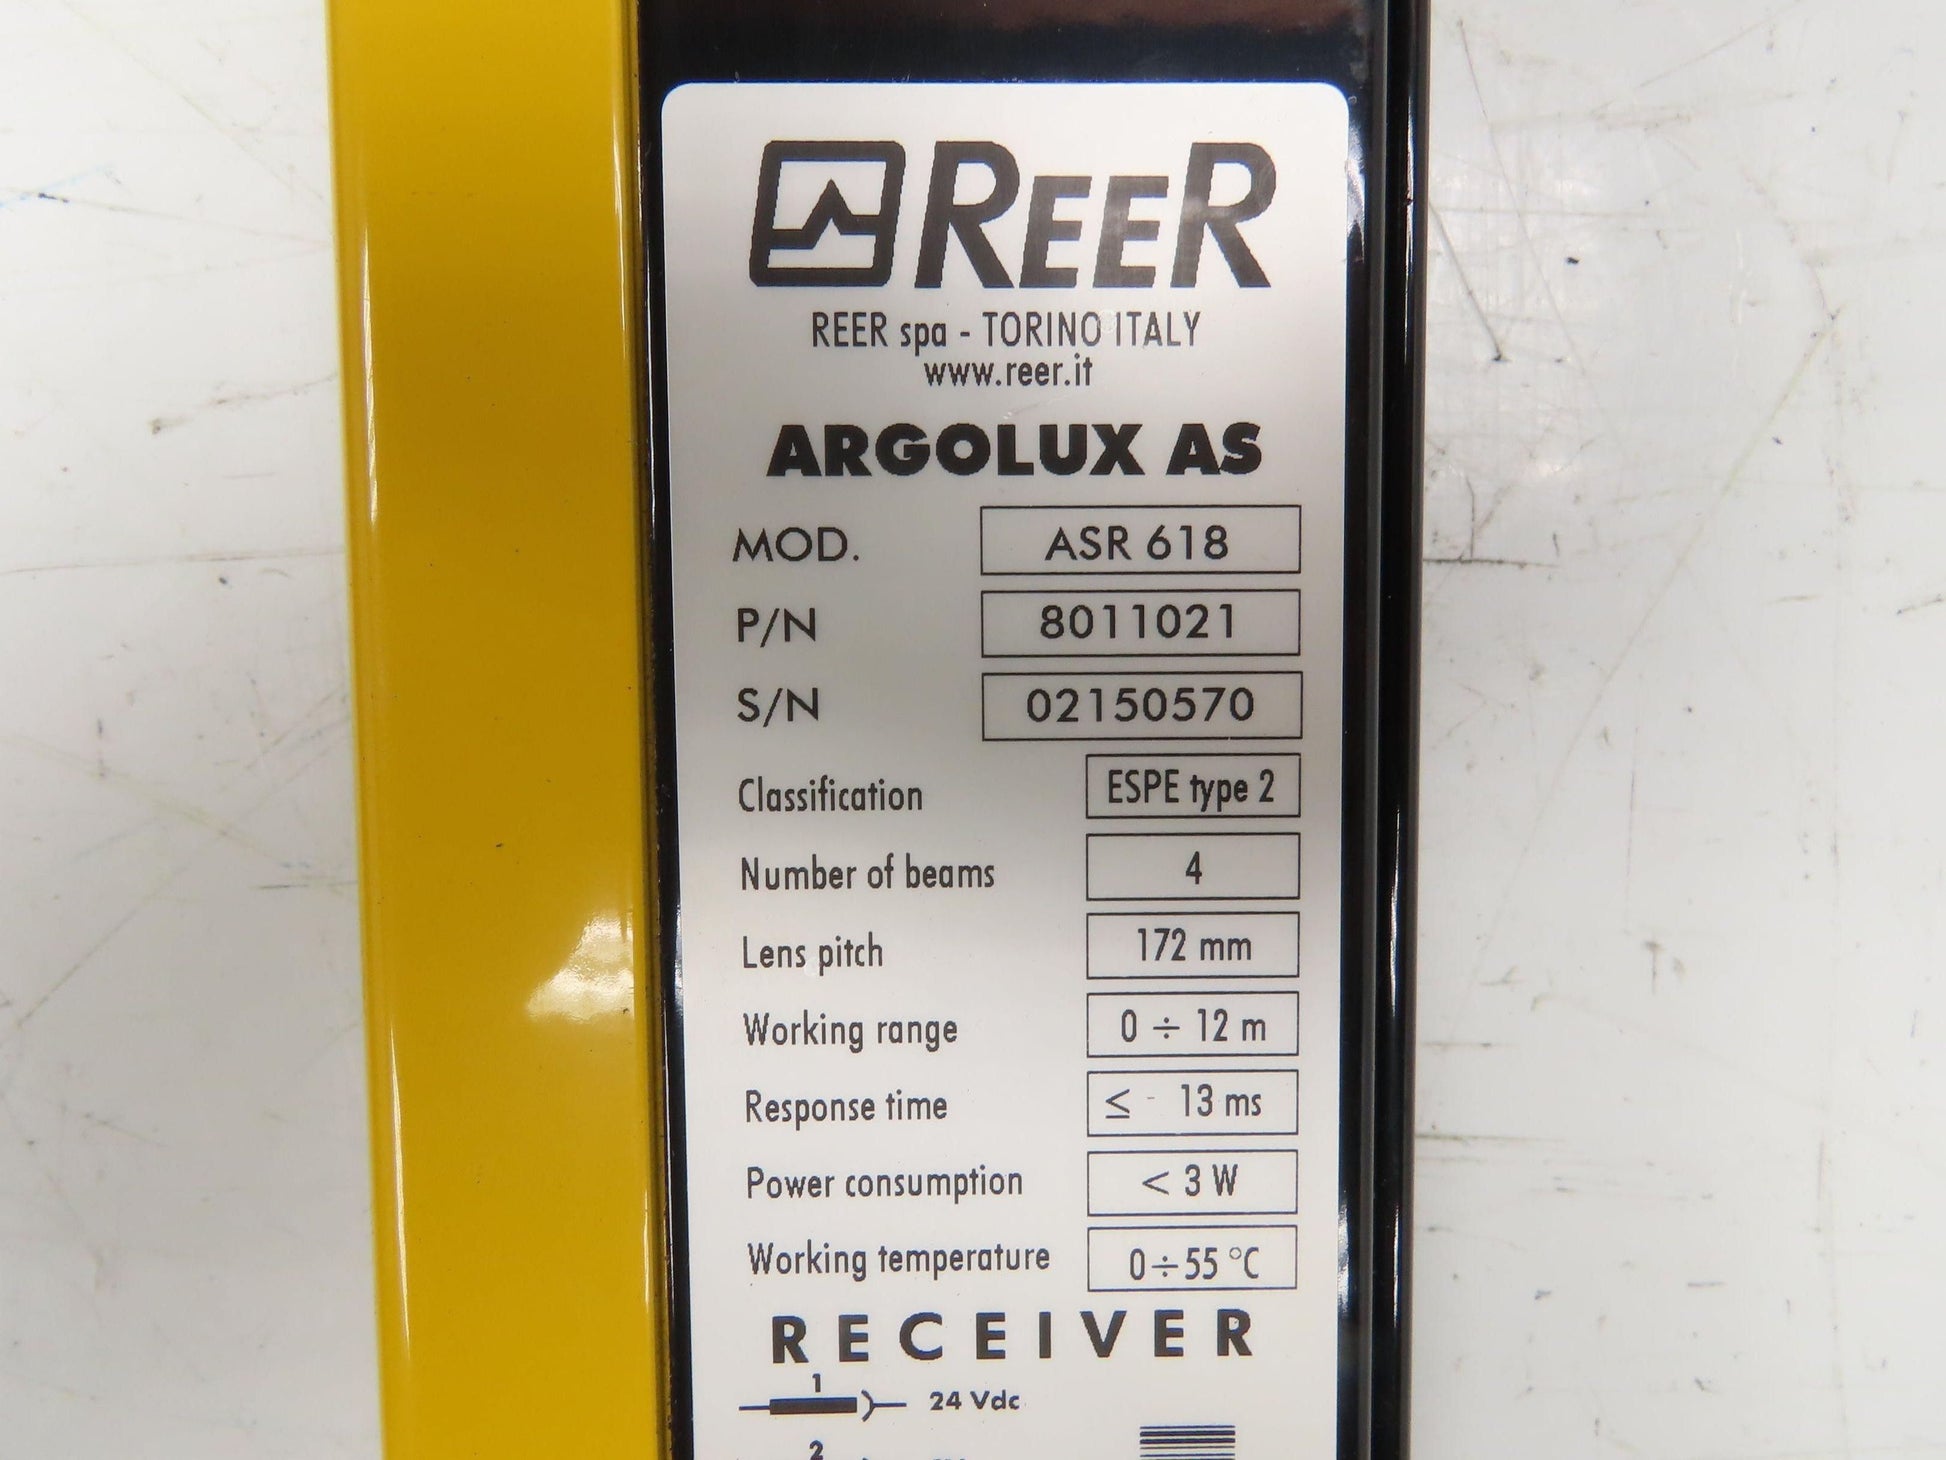 REER
REER spa - TORINO ITALY
www.reer.it
ARGOLUX AS
MOD. ASR 618
P/N 8011021
S/N 02150570
Classification ESPE type 2
Number of beams 4
Lens pitch 172 mm
Working range 0 ÷ 12 m
Response time ≤ - 13 ms
Power consumption < 3 W
Working temperature 0÷55 °C
RECEIVER
1 24 Vdc
2